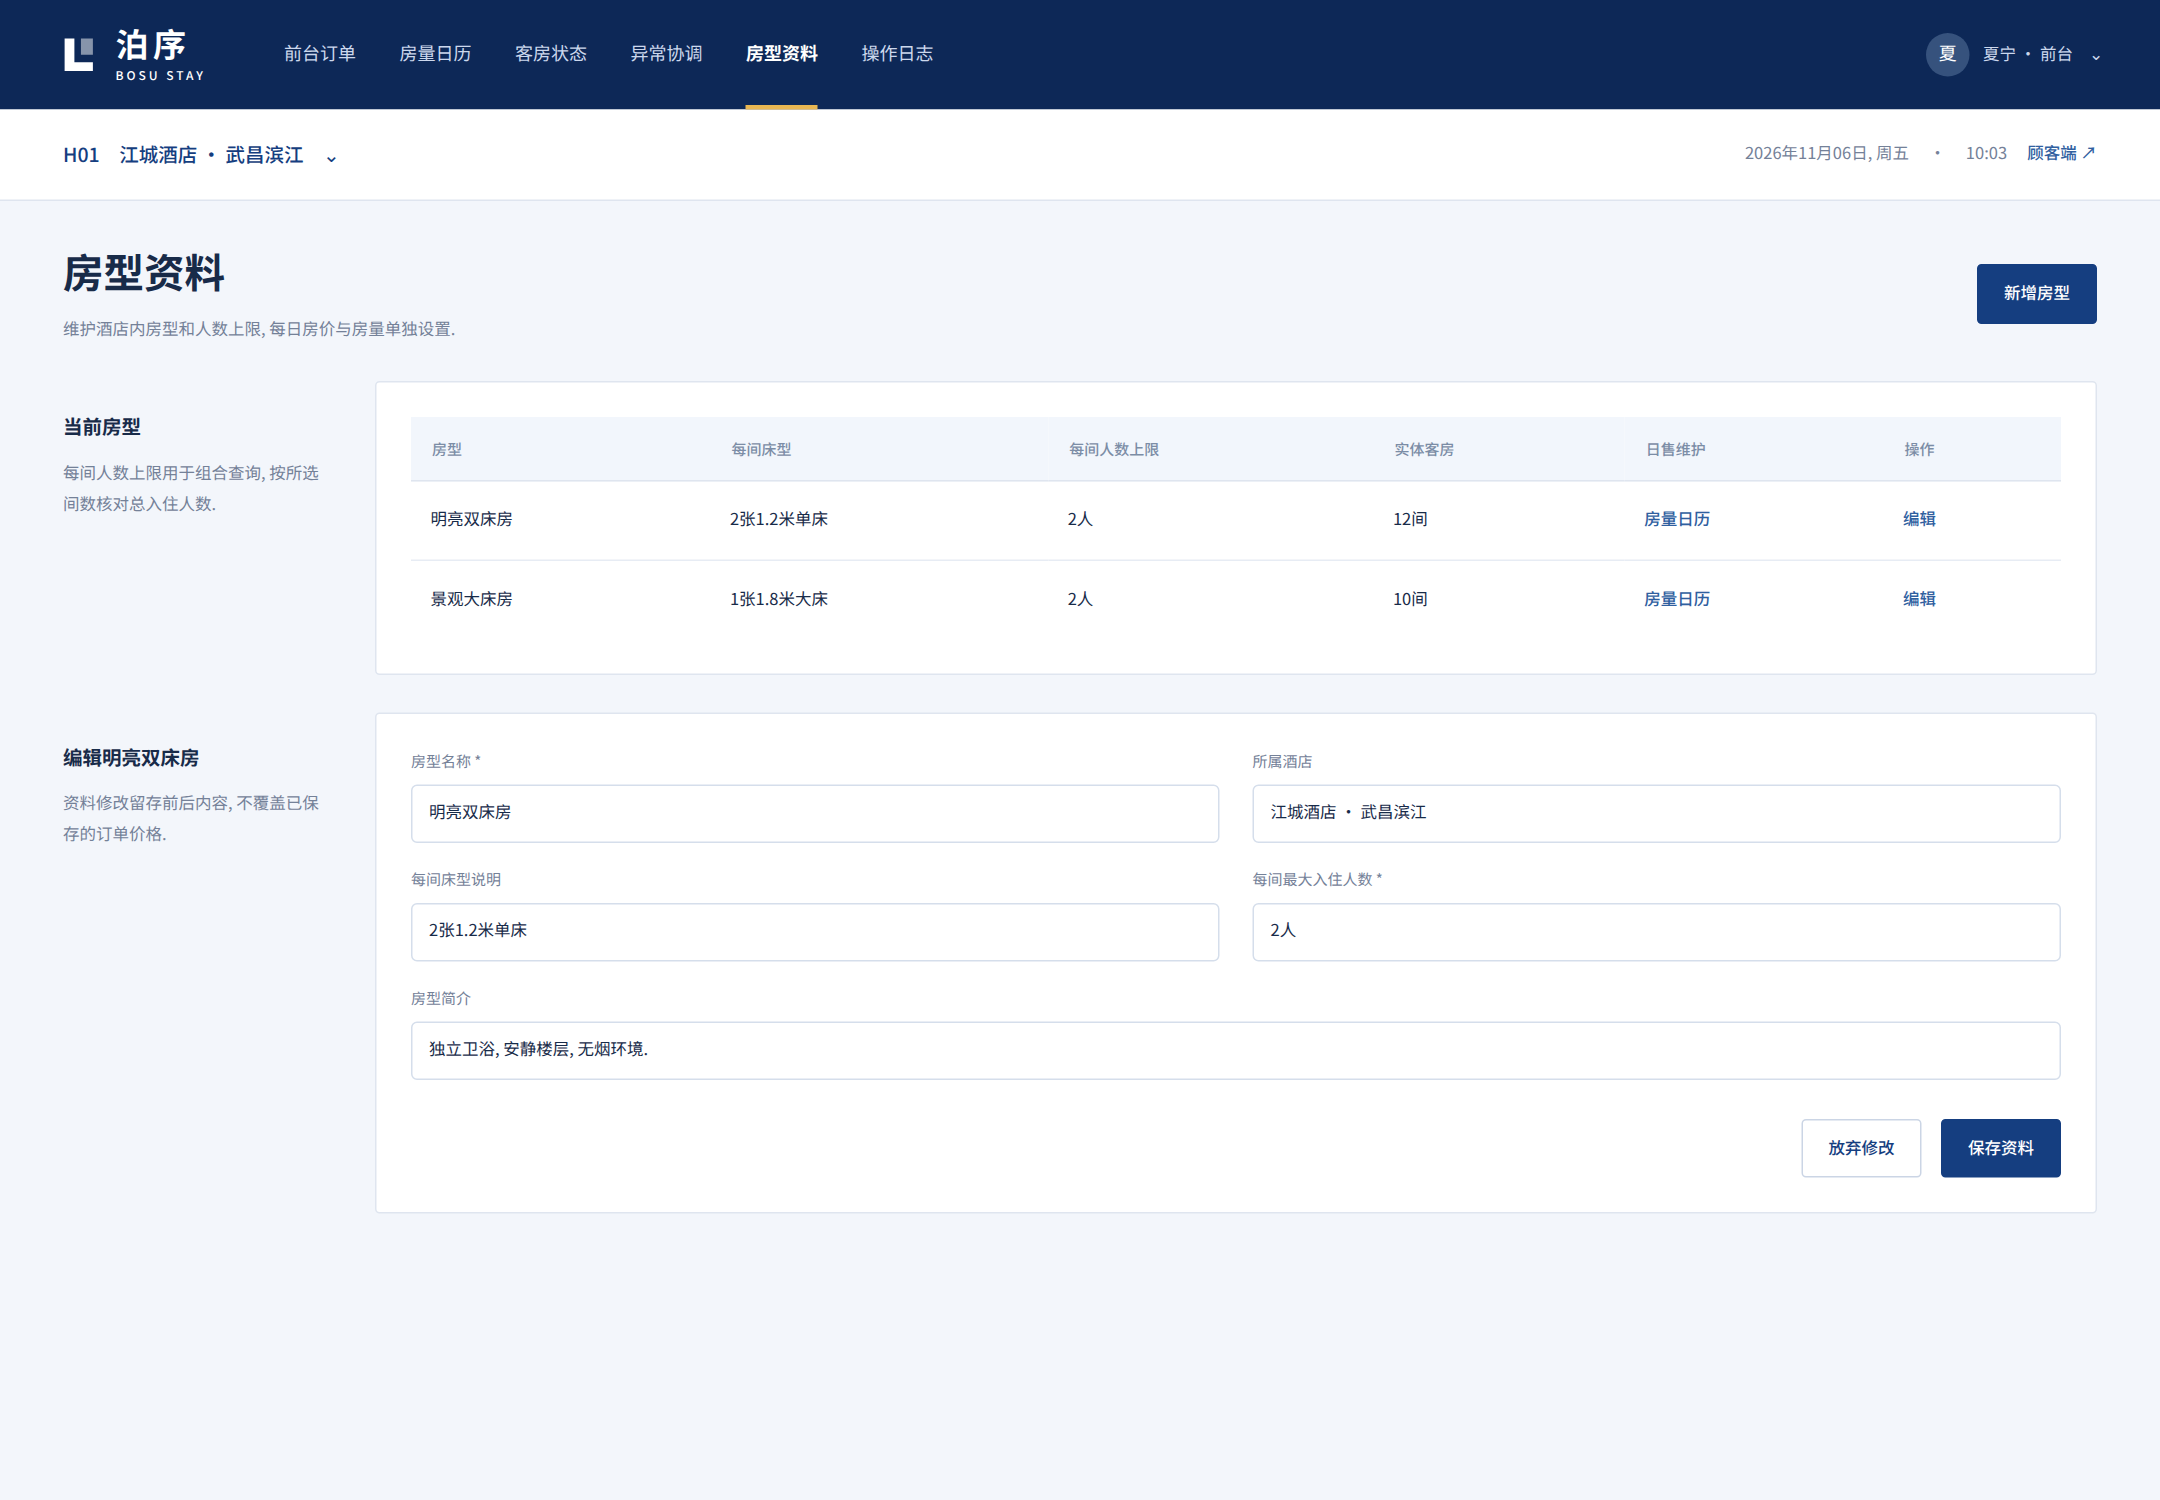 泊序
BOSU STAY
前台订单 房量日历 客房状态 异常协调 房型资料 操作日志
夏 夏宁 · 前台
H01 江城酒店 · 武昌滨江
2026年11月06日, 周五 · 10:03 顾客端 ↗
房型资料
维护酒店内房型和人数上限, 每日房价与房量单独设置.
新增房型
当前房型
每间人数上限用于组合查询, 按所选
间数核对总入住人数.
房型 每间床型 每间人数上限 实体客房 日售维护 操作
明亮双床房 2张1.2米单床 2人 12间 房量日历 编辑
景观大床房 1张1.8米大床 2人 10间 房量日历 编辑
编辑明亮双床房
资料修改留存前后内容, 不覆盖已保
存的订单价格.
房型名称 * 所属酒店
明亮双床房 江城酒店 · 武昌滨江
每间床型说明 每间最大入住人数 *
2张1.2米单床 2人
房型简介
独立卫浴, 安静楼层, 无烟环境.
放弃修改 保存资料